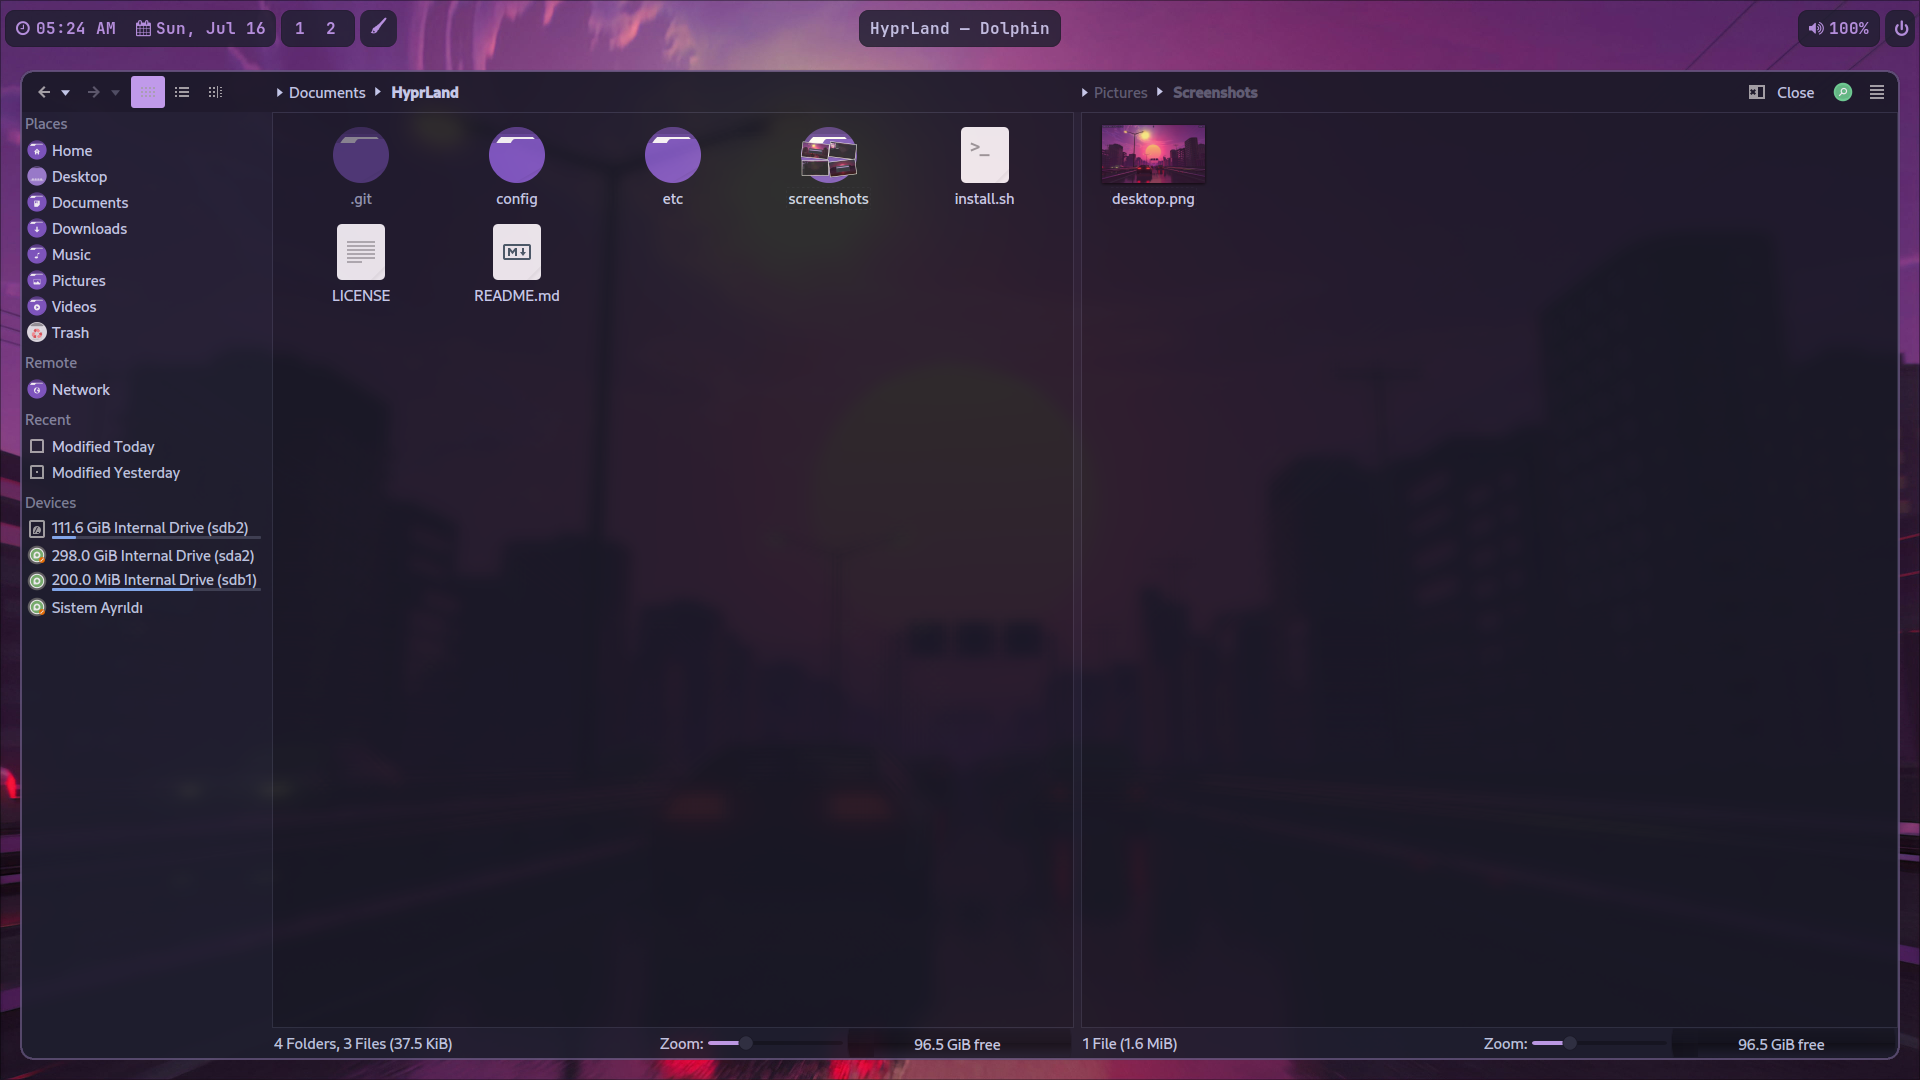 05:24 AM Sun, Jul 16
1 2
HyprLand — Dolphin
100%
Documents HyprLand
Pictures Screenshots
Close
Places
Home
Desktop
Documents
Downloads
Music
Pictures
Videos
Trash
Remote
Network
Recent
Modified Today
Modified Yesterday
Devices
111.6 GiB Internal Drive (sdb2)
298.0 GiB Internal Drive (sda2)
200.0 MiB Internal Drive (sdb1)
Sistem Ayrıldı
.git config etc screenshots >_ install.sh
LICENSE M↓ README.md
desktop.png
4 Folders, 3 Files (37.5 KiB) Zoom: 96.5 GiB free
1 File (1.6 MiB) Zoom: 96.5 GiB free